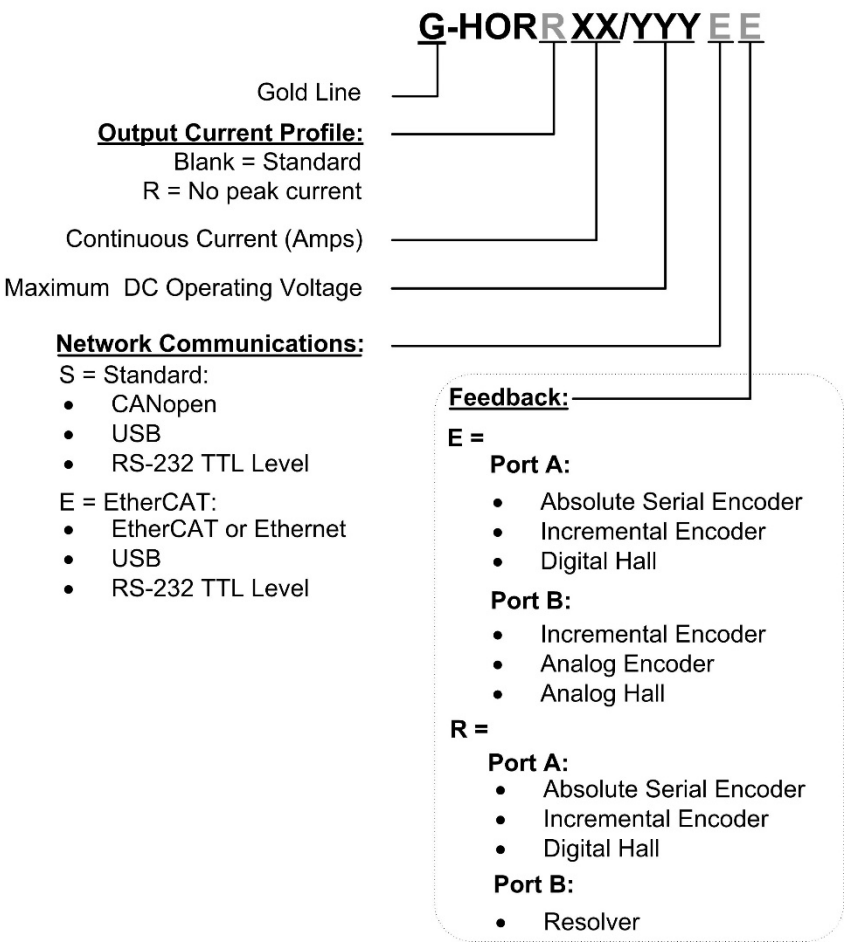 G-HORR XX/YYY E E
Gold Line
Output Current Profile:
Blank = Standard
R = No peak current
Continuous Current (Amps)
Maximum DC Operating Voltage
Network Communications:
S = Standard:
• CANopen
• USB
• RS-232 TTL Level
E = EtherCAT:
• EtherCAT or Ethernet
• USB
• RS-232 TTL Level
Feedback:
E =
Port A:
• Absolute Serial Encoder
• Incremental Encoder
• Digital Hall
Port B:
• Incremental Encoder
• Analog Encoder
• Analog Hall
R =
Port A:
• Absolute Serial Encoder
• Incremental Encoder
• Digital Hall
Port B:
• Resolver